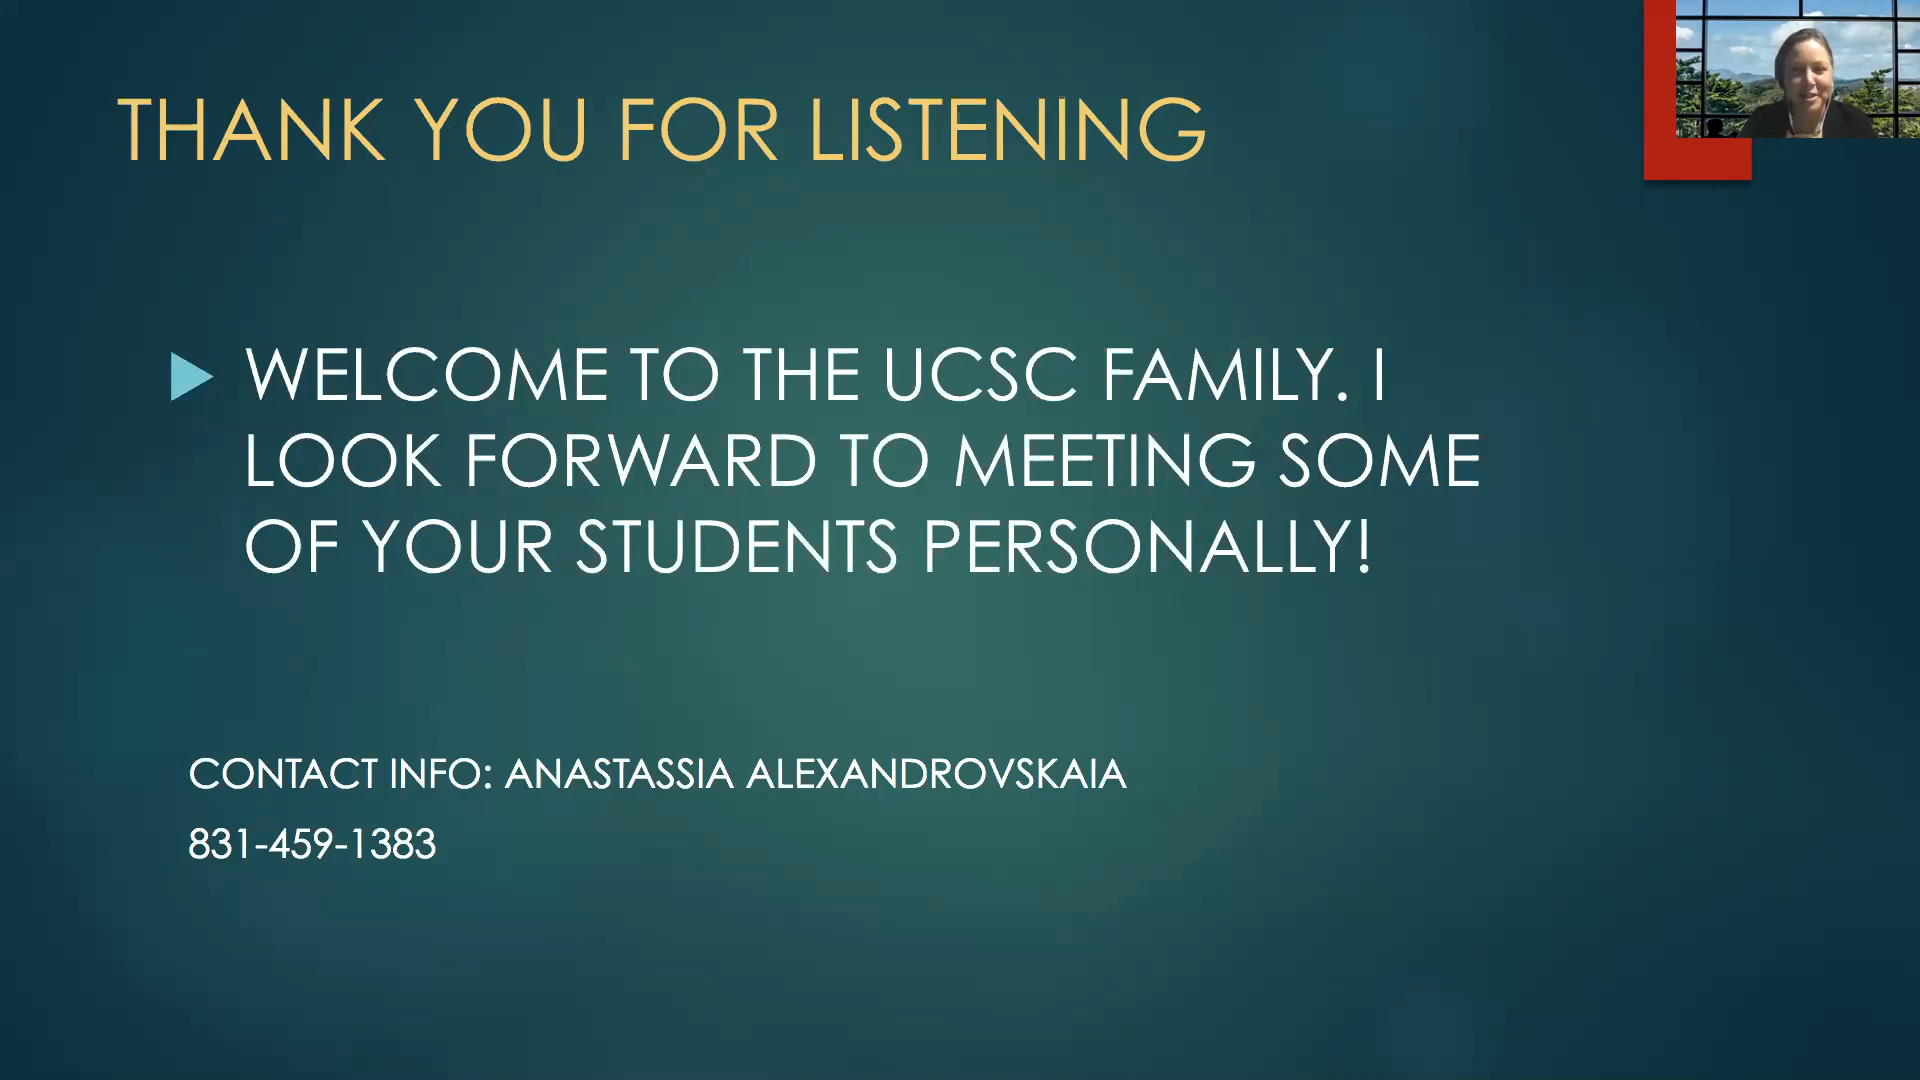 THANK YOU FOR LISTENING
WELCOME TO THE UCSC FAMILY. I
LOOK FORWARD TO MEETING SOME
OF YOUR STUDENTS PERSONALLY!
CONTACT INFO: ANASTASSIA ALEXANDROVSKAIA
831-459-1383